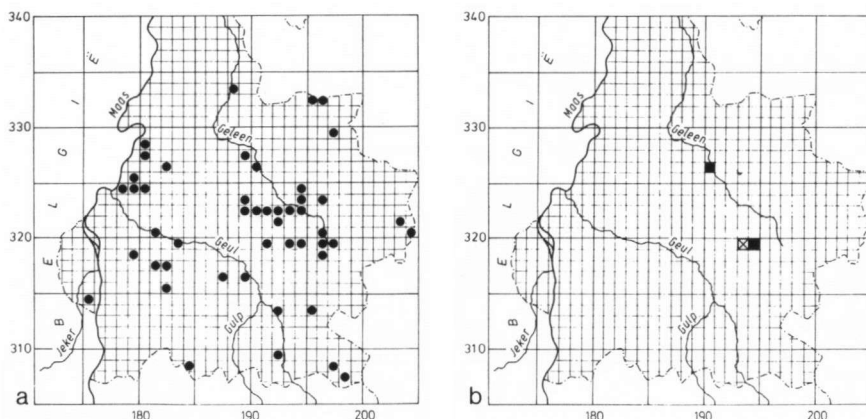 340
330
320
310
180
190
200
B E L G I Ë
Maas
Geleen
Geul
Gulp
Jeker
a
340
330
320
310
180
190
200
B E L G I Ë
Maas
Geleen
Geul
Gulp
Jeker
b